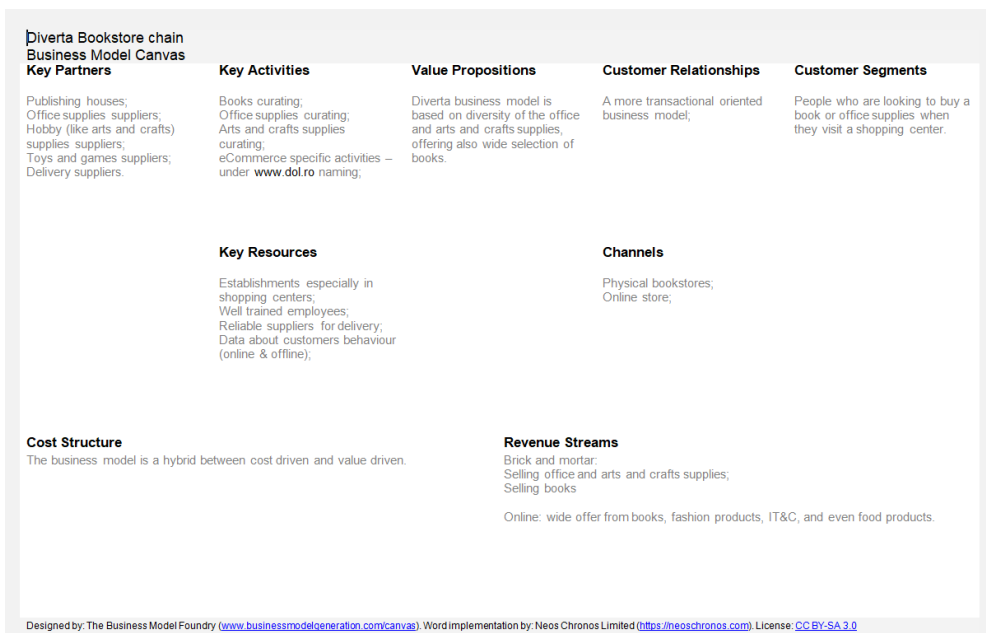 Diverta Bookstore chain
Business Model Canvas
Key Partners
Publishing houses;
Office supplies suppliers;
Hobby (like arts and crafts)
supplies suppliers;
Toys and games suppliers;
Delivery suppliers.
Key Activities
Books curating;
Office supplies curating;
Arts and crafts supplies
curating;
eCommerce specific activities –
under www.dol.ro naming;
Key Resources
Establishments especially in
shopping centers;
Well trained employees;
Reliable suppliers for delivery;
Data about customers behaviour
(online & offline);
Value Propositions
Diverta business model is
based on diversity of the office
and arts and crafts supplies,
offering also wide selection of
books.
Customer Relationships
A more transactional oriented
business model;
Channels
Physical bookstores;
Online store;
Customer Segments
People who are looking to buy a
book or office supplies when
they visit a shopping center.
Cost Structure
The business model is a hybrid between cost driven and value driven.
Revenue Streams
Brick and mortar:
Selling office and arts and crafts supplies;
Selling books
Online: wide offer from books, fashion products, IT&C, and even food products.
Designed by: The Business Model Foundry (www.businessmodelgeneration.com/canvas). Word implementation by: Neos Chronos Limited (https://neoschronos.com). License: CC BY-SA 3.0